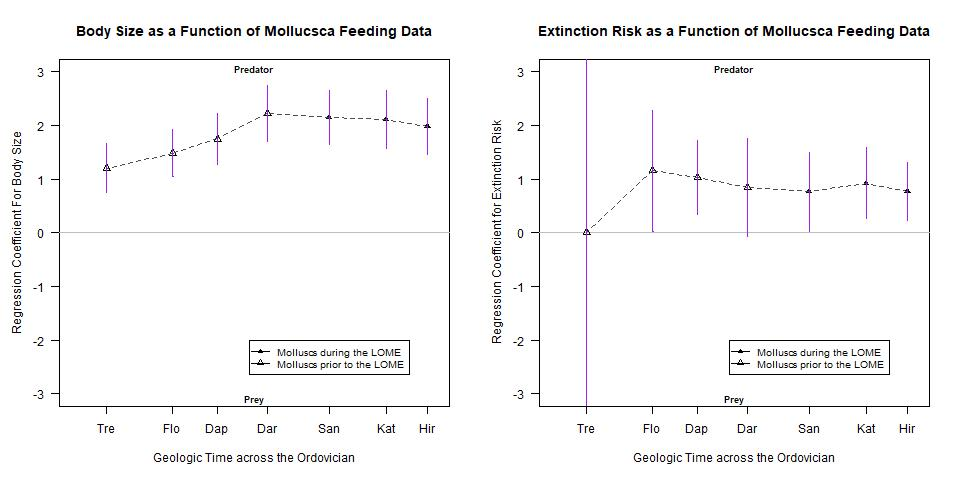 Body Size as a Function of Mollucsca Feeding Data
Predator
3
2
1
0
-1
-2
-3
Regression Coefficient For Body Size
Molluscs during the LOME
Molluscs prior to the LOME
Prey
Tre Flo Dap Dar San Kat Hir
Geologic Time across the Ordovician
Extinction Risk as a Function of Mollucsca Feeding Data
Predator
3
2
1
0
-1
-2
-3
Regression Coefficient for Extinction Risk
Molluscs during the LOME
Molluscs prior to the LOME
Prey
Tre Flo Dap Dar San Kat Hir
Geologic Time across the Ordovician